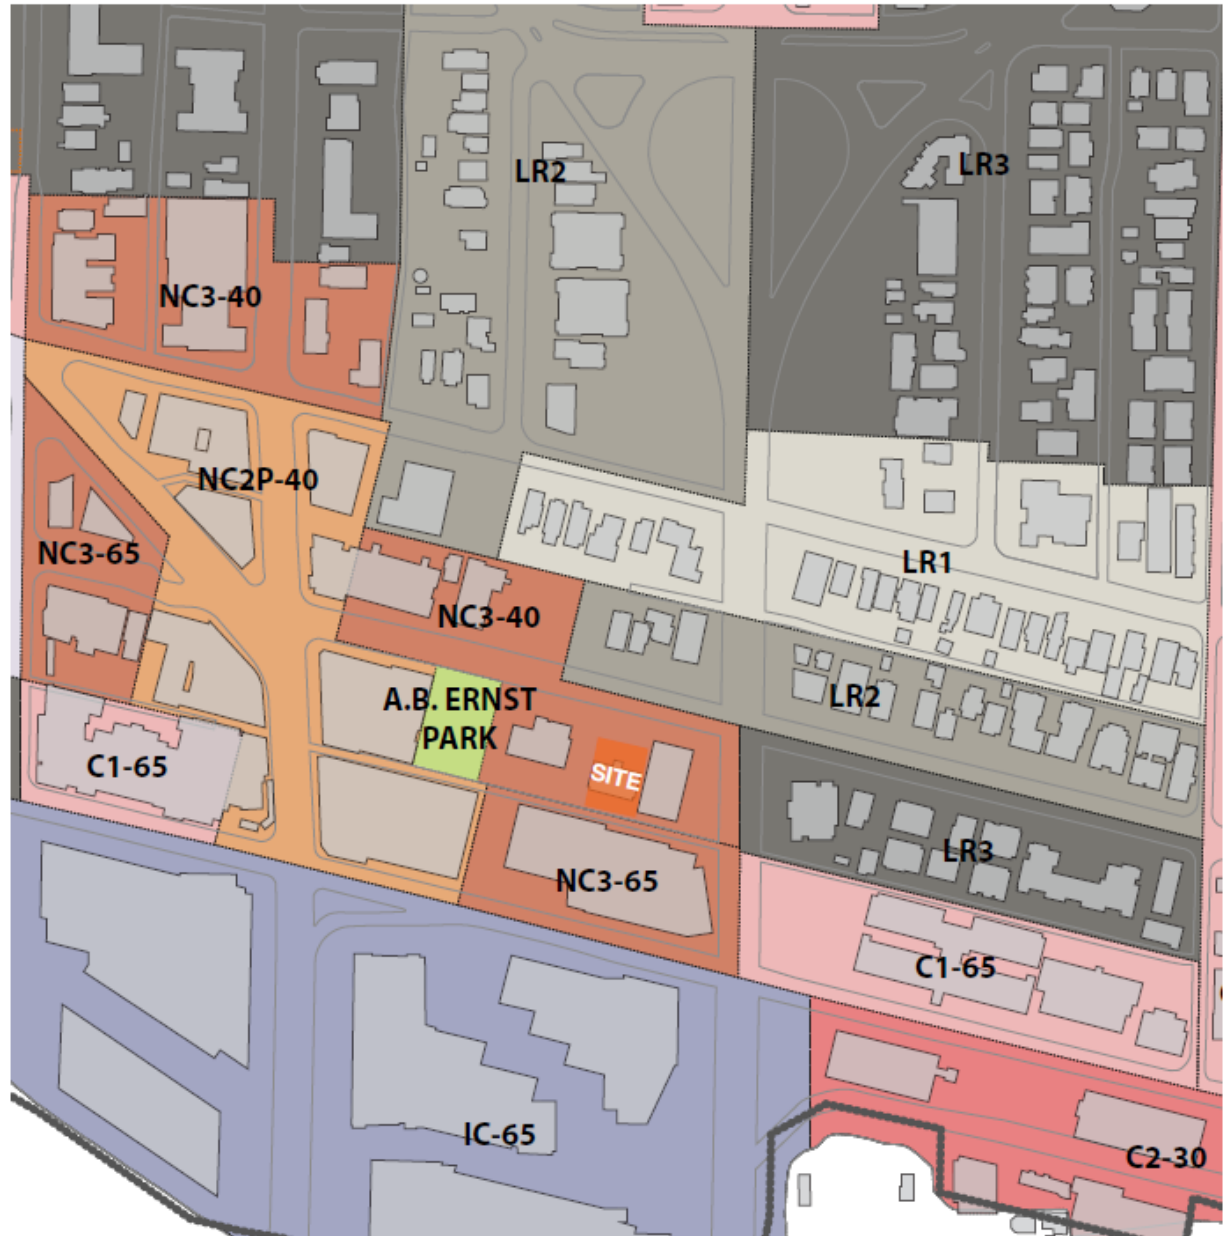 LR2
LR3
NC3-40
NC2P-40
NC3-65
LR1
NC3-40
A.B. ERNST
PARK
LR2
SITE
C1-65
LR3
NC3-65
C1-65
IC-65
C2-30